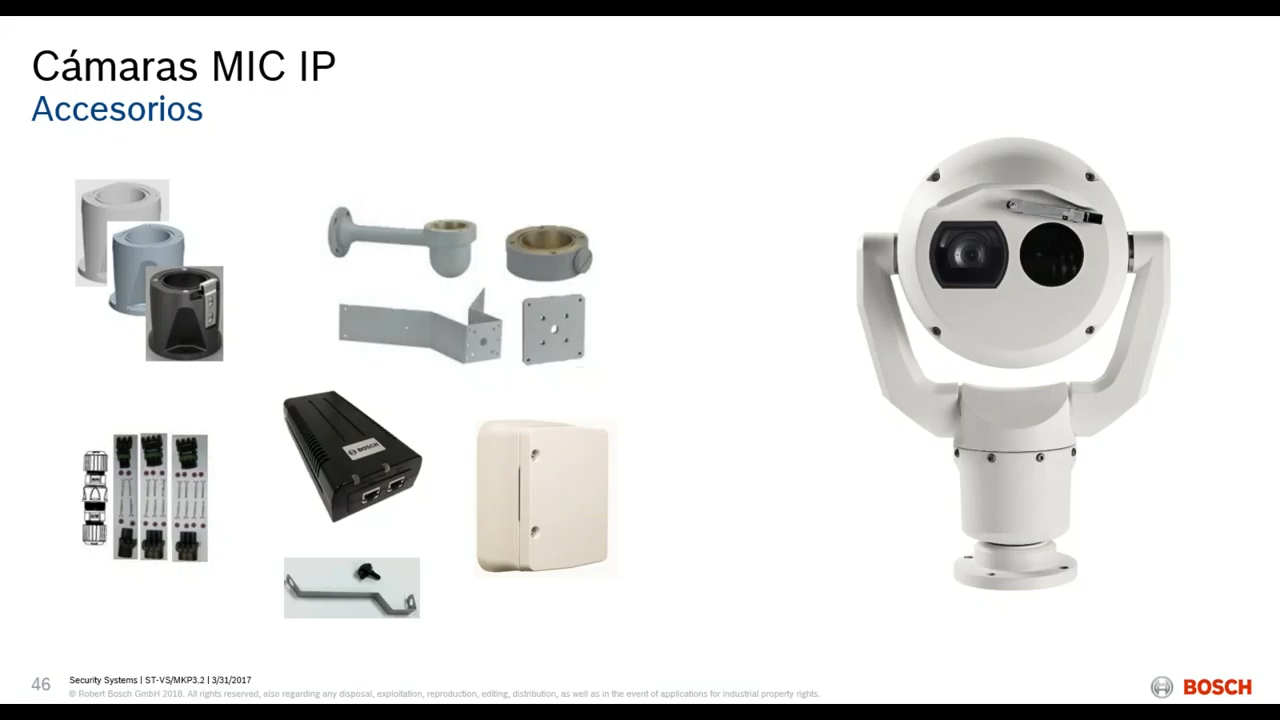 Cámaras MIC IP
Accesorios
BOSCH
46
Security Systems | ST-VS/MKP3.2 | 3/31/2017
© Robert Bosch GmbH 2018. All rights reserved, also regarding any disposal, exploitation, reproduction, editing, distribution, as well as in the event of applications for industrial property rights.
BOSCH